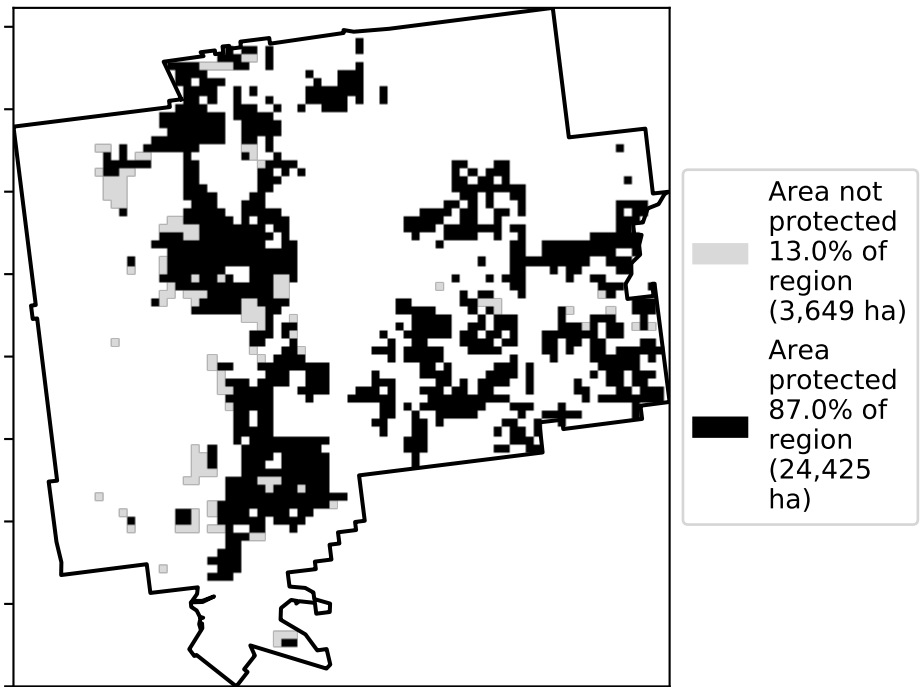 Area not
protected
13.0% of
region
(3,649 ha)
Area
protected
87.0% of
region
(24,425
ha)